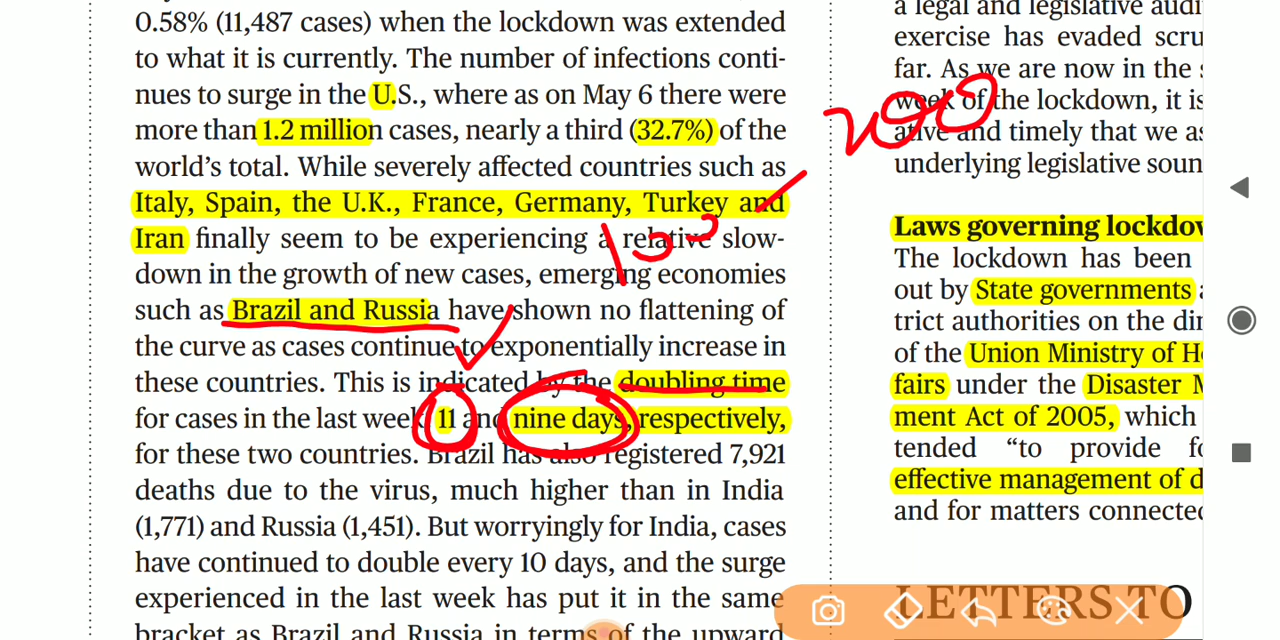 0.58% (11,487 cases) when the lockdown was extended
to what it is currently. The number of infections conti-
nues to surge in the U.S., where as on May 6 there were
more than 1.2 million cases, nearly a third (32.7%) of the
world's total. While severely affected countries such as
Italy, Spain, the U.K., France, Germany, Turkey and
Iran finally seem to be experiencing a relative slow-
down in the growth of new cases, emerging economies
such as Brazil and Russia have shown no flattening of
the curve as cases continue to exponentially increase in
these countries. This is indicated by the doubling time
for cases in the last week, 11 and nine days, respectively,
for these two countries. Brazil has also registered 7,921
deaths due to the virus, much higher than in India
(1,771) and Russia (1,451). But worryingly for India, cases
have continued to double every 10 days, and the surge
experienced in the last week has put it in the same
bracket as Brazil and Russia in terms of the upward
a legal and legislative
exercise has evaded
far. As we are now in the
week of the lockdown, it is
ative and timely that we
underlying legislative
Laws governing
The lockdown has been
out by State governments
trict authorities on the
of the Union Ministry of
fairs under the Disaster
ment Act of 2005, which
tended "to provide
effective management of
and for matters
LETTERS TO